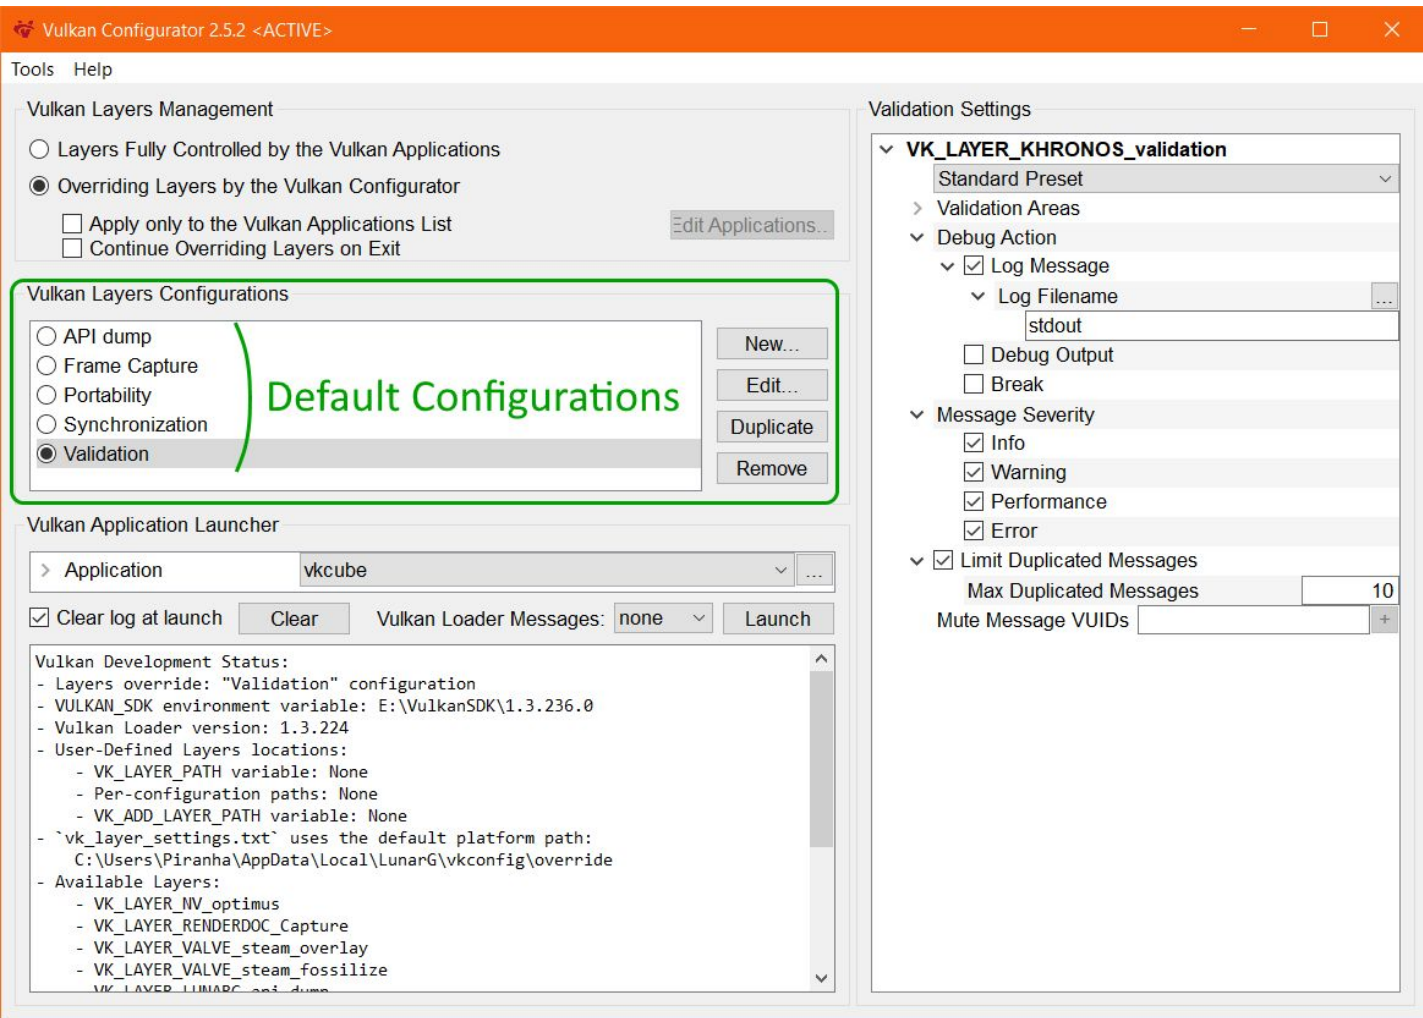 Vulkan Configurator 2.5.2 <ACTIVE>
Tools Help
Vulkan Layers Management
Layers Fully Controlled by the Vulkan Applications
Overriding Layers by the Vulkan Configurator
Apply only to the Vulkan Applications List
Edit Applications..
Continue Overriding Layers on Exit
Vulkan Layers Configurations
API dump
Frame Capture
Portability
Synchronization
Validation
Default Configurations
New...
Edit...
Duplicate
Remove
Vulkan Application Launcher
Application vkcube ...
Clear log at launch Clear Vulkan Loader Messages: none Launch
Vulkan Development Status:
- Layers override: "Validation" configuration
- VULKAN_SDK environment variable: E:\VulkanSDK\1.3.236.0
- Vulkan Loader version: 1.3.224
- User-Defined Layers locations:
- VK_LAYER_PATH variable: None
- Per-configuration paths: None
- VK_ADD_LAYER_PATH variable: None
- `vk_layer_settings.txt` uses the default platform path:
C:\Users\Piranha\AppData\Local\LunarG\vkconfig\override
- Available Layers:
- VK_LAYER_NV_optimus
- VK_LAYER_RENDERDOC_Capture
- VK_LAYER_VALVE_steam_overlay
- VK_LAYER_VALVE_steam_fossilize
- VK_LAYER_LUNARG_api_dump
Validation Settings
VK_LAYER_KHRONOS_validation
Standard Preset
Validation Areas
Debug Action
Log Message
Log Filename ...
stdout
Debug Output
Break
Message Severity
Info
Warning
Performance
Error
Limit Duplicated Messages
Max Duplicated Messages 10
Mute Message VUIDs +